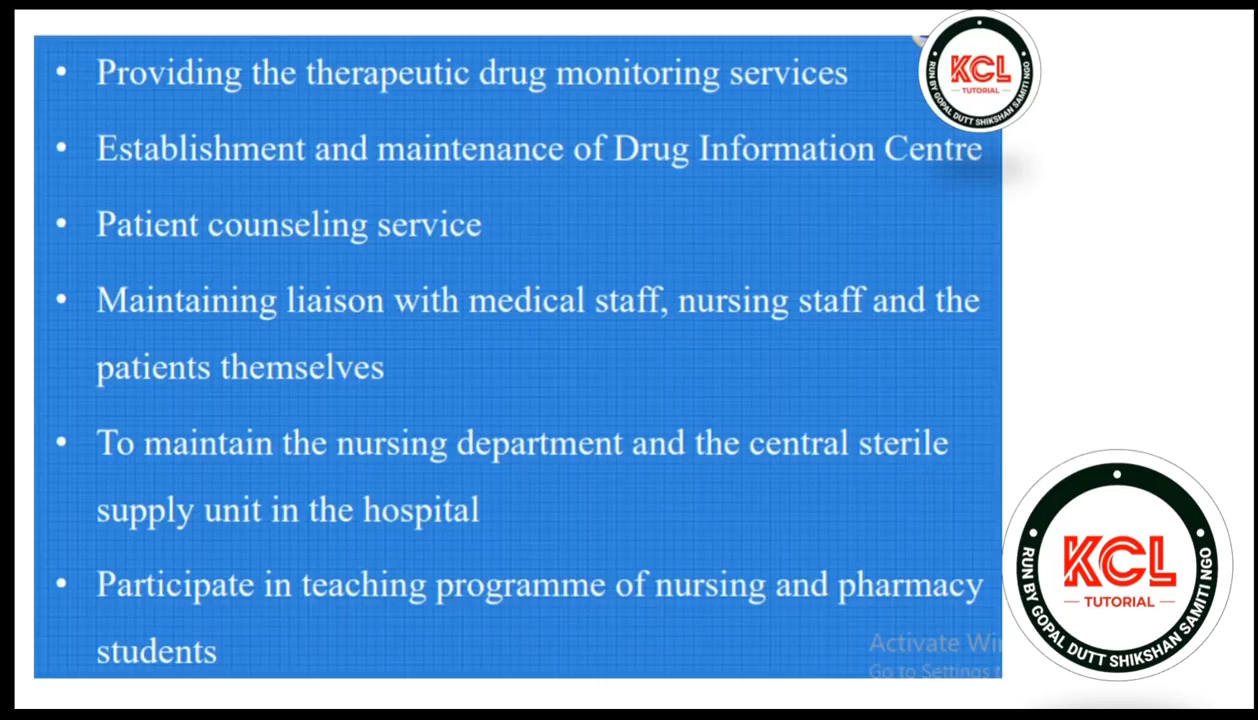 • Providing the therapeutic drug monitoring services
• Establishment and maintenance of Drug Information Centre
• Patient counseling service
• Maintaining liaison with medical staff, nursing staff and the
patients themselves
• To maintain the nursing department and the central sterile
supply unit in the hospital
• Participate in teaching programme of nursing and pharmacy
students
KCL
TUTORIAL
RUN BY GOPAL DUTT SHIKSHAN SAMITI NGO
KCL
TUTORIAL
RUN BY GOPAL DUTT SHIKSHAN SAMITI NGO
Activate Wi
Go to Settings t